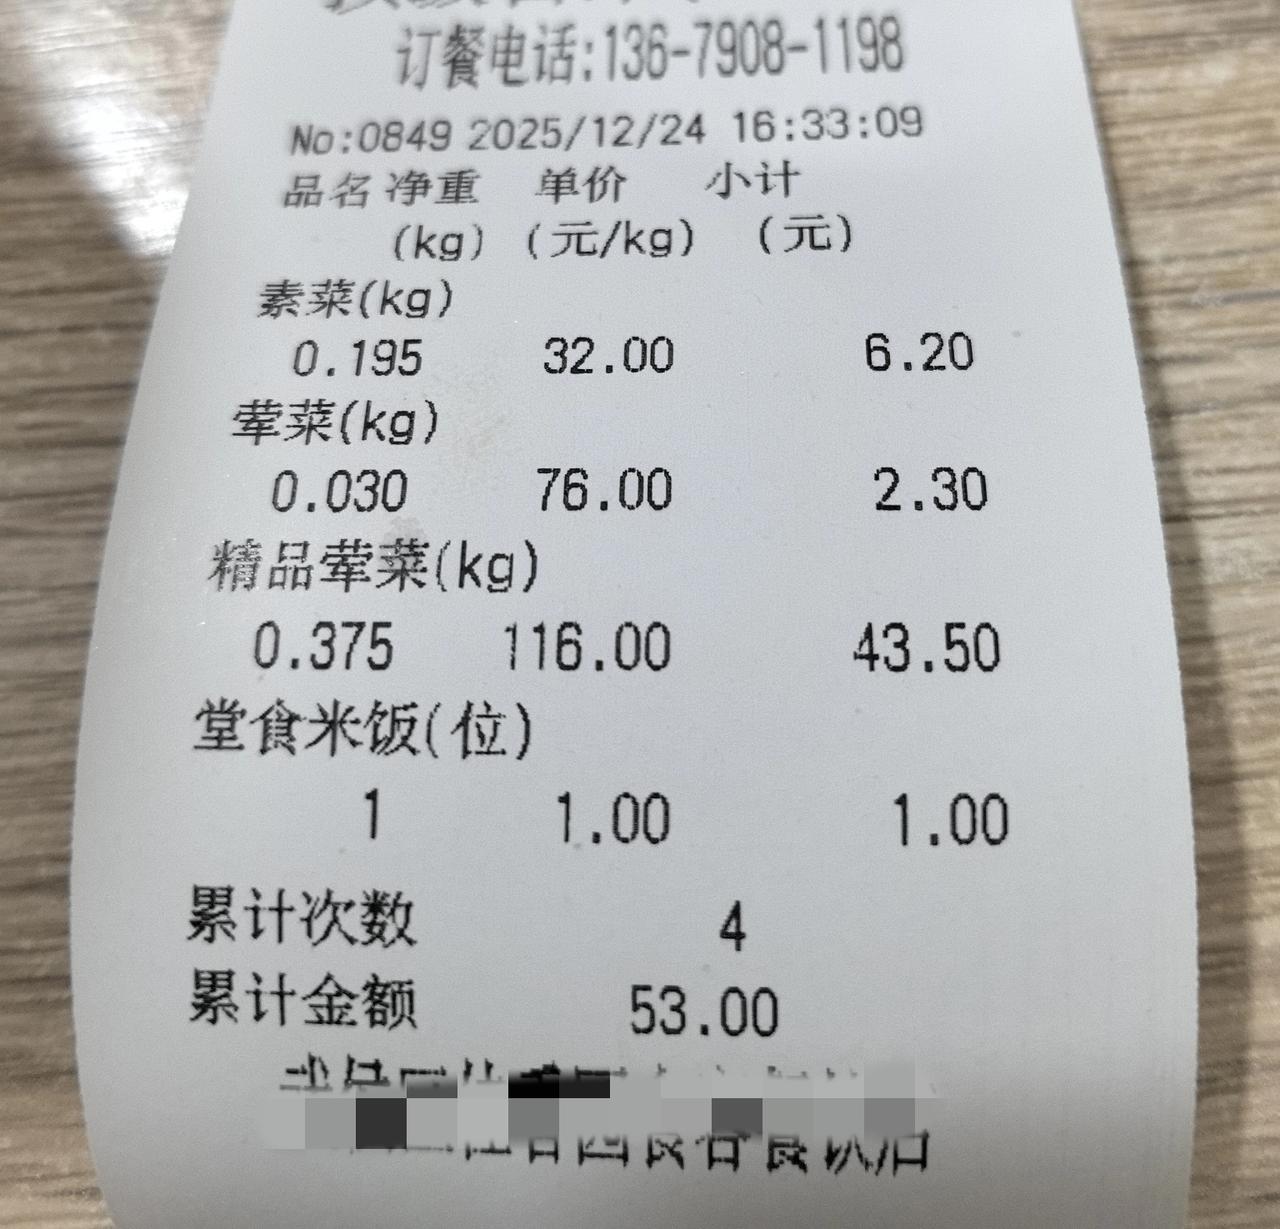 订餐电话:136-7908-1198
No:0849 2025/12/24 16:33:09
品名 净重 单价 小计
(kg) (元/kg) (元)
素菜(kg)
0.195 32.00 6.20
荤菜(kg)
0.030 76.00 2.30
精品荤菜(kg)
0.375 116.00 43.50
堂食米饭(位)
1 1.00 1.00
累计次数 4
累计金额 53.00